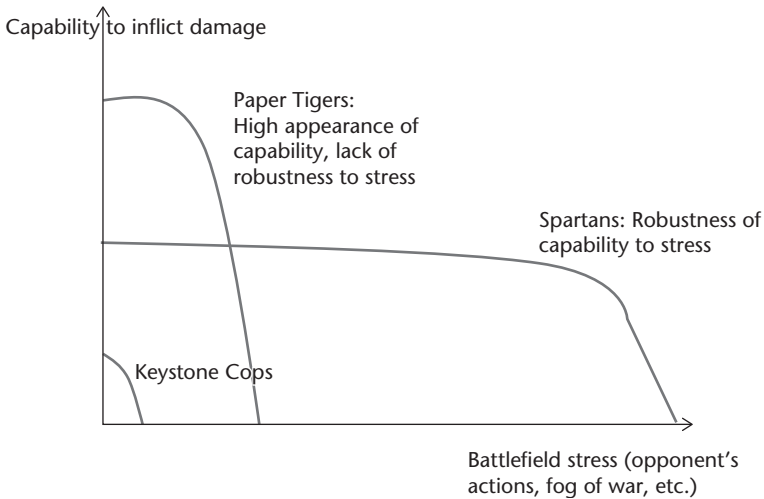 Capability to inflict damage
Paper Tigers:
High appearance of
capability, lack of
robustness to stress
Spartans: Robustness of
capability to stress
Keystone Cops
Battlefield stress (opponent’s
actions, fog of war, etc.)